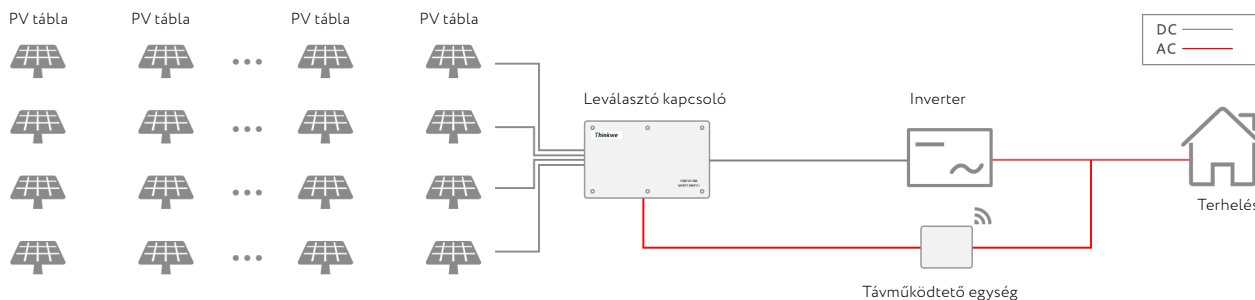 PV tábla PV tábla PV tábla PV tábla
DC
AC
Leválasztó kapcsoló
Inverter
Thinkwe
Terhelés
Távműködtető egység